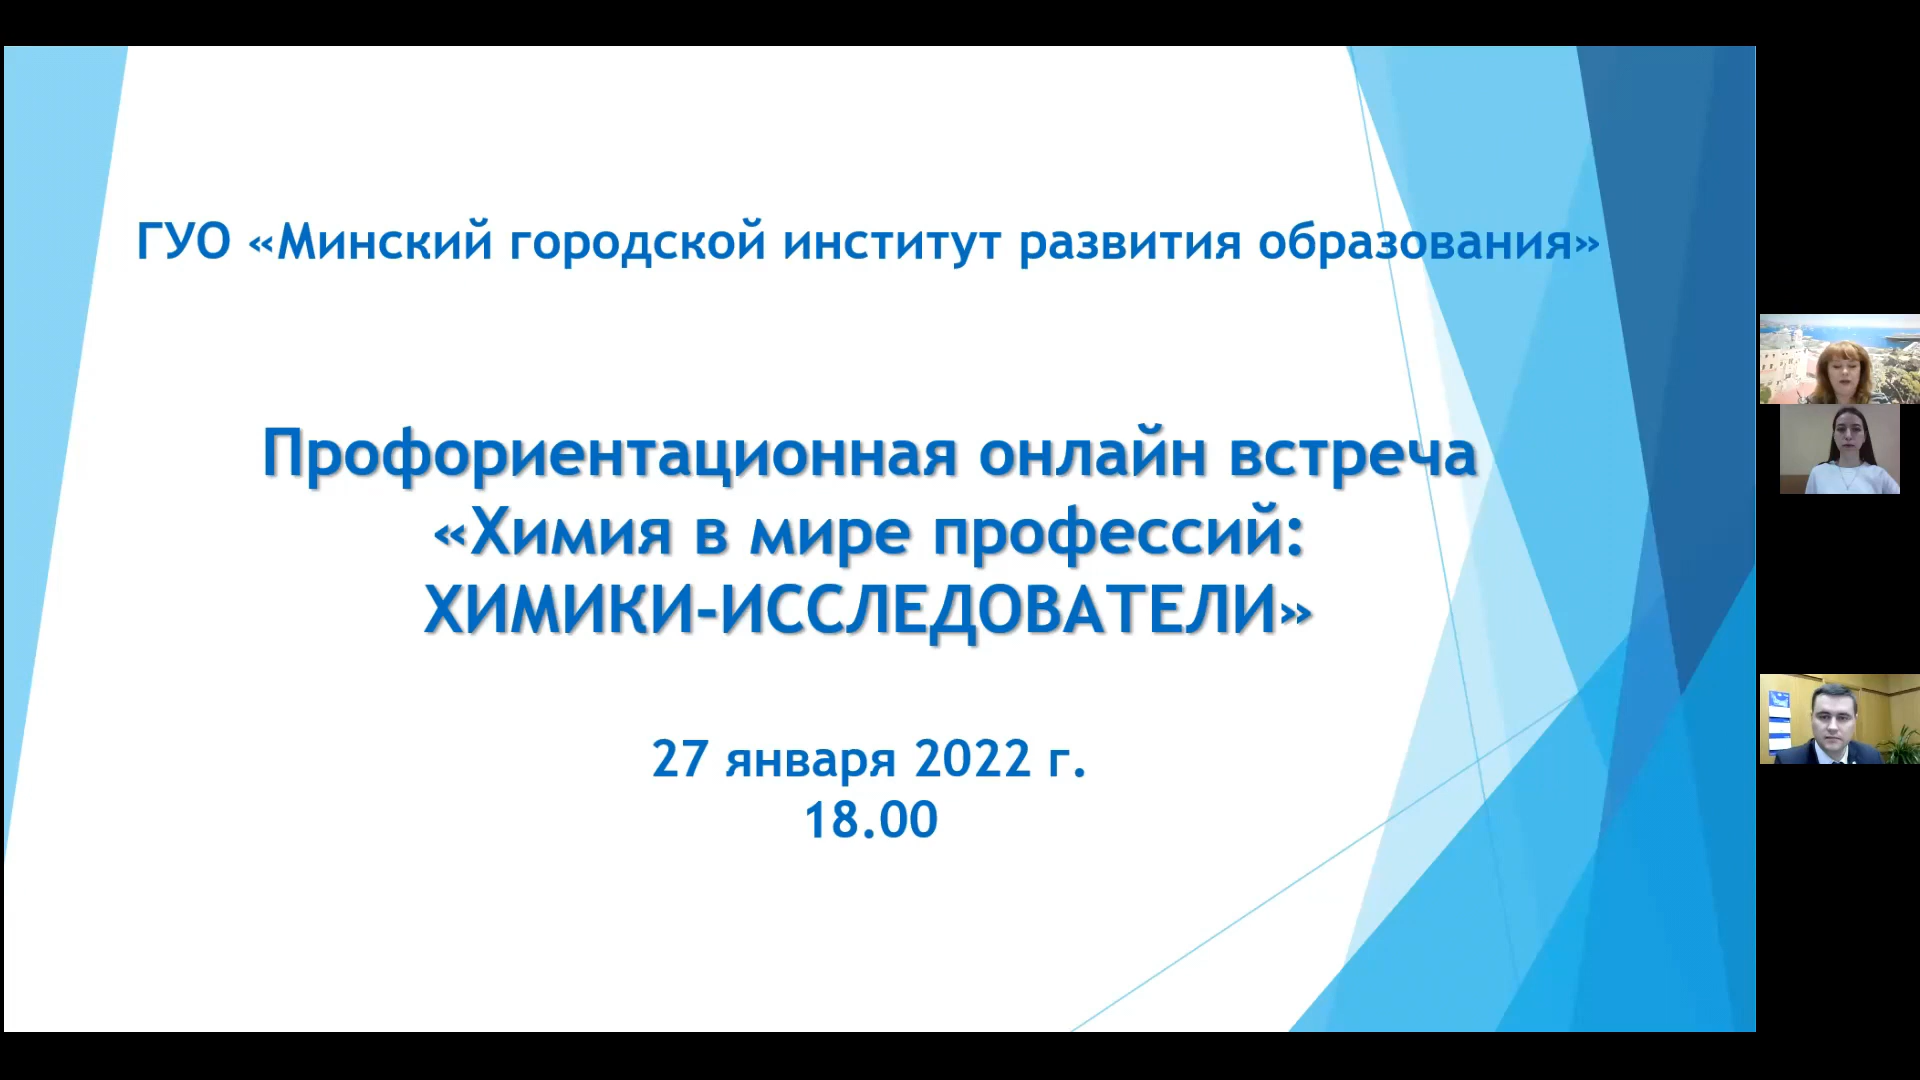 ГУО «Минский городской институт развития образования»
Профориентационная онлайн встреча
«Химия в мире профессий:
ХИМИКИ-ИССЛЕДОВАТЕЛИ»
27 января 2022 г.
18.00